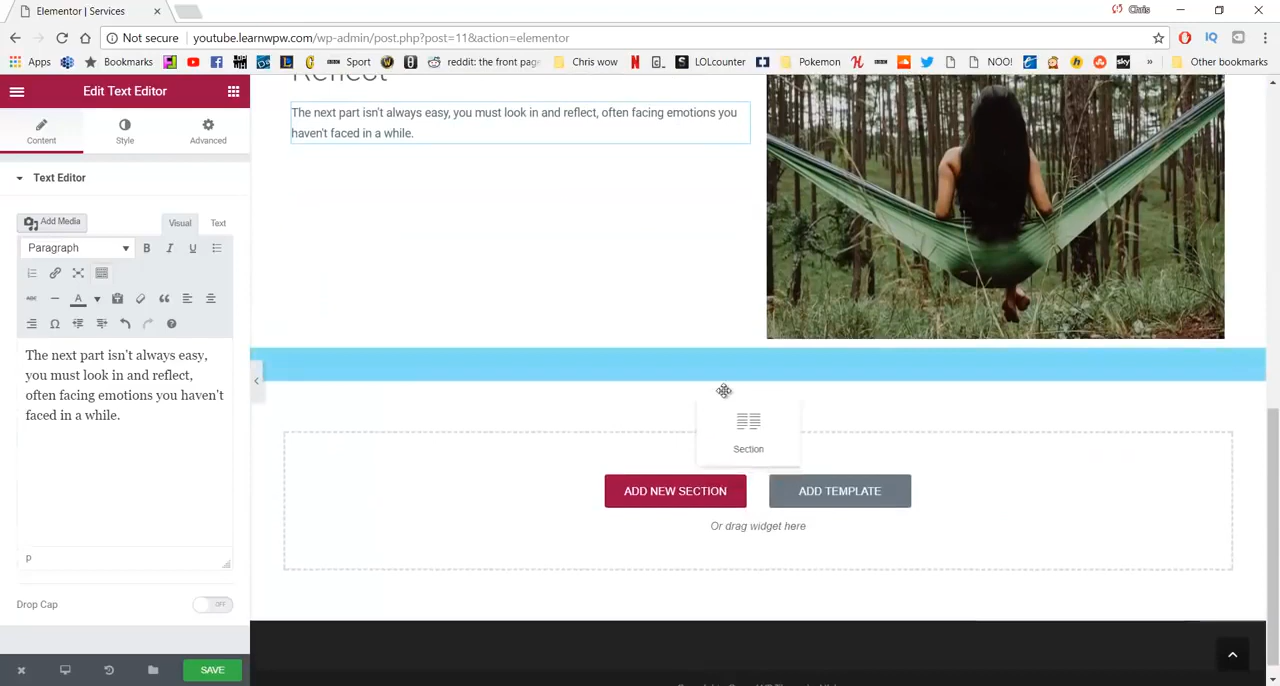 Elementor | Services
Chris
Not secure
youtube.learnwpw.com/wp-admin/post.php?post=11&action=elementor
Apps
Bookmarks
Sport
reddit: the front pag
Chris wow
LOLcounter
Pokemon
NOO!
Other bookmarks
Edit Text Editor
Content
Style
Advanced
Text Editor
Add Media
Visual
Text
Paragraph
The next part isn't always easy,
you must look in and reflect,
often facing emotions you haven't
faced in a while.
p
Drop Cap
OFF
SAVE
Reflect
The next part isn't always easy, you must look in and reflect, often facing emotions you
haven't faced in a while.
Section
ADD NEW SECTION
ADD TEMPLATE
Or drag widget here